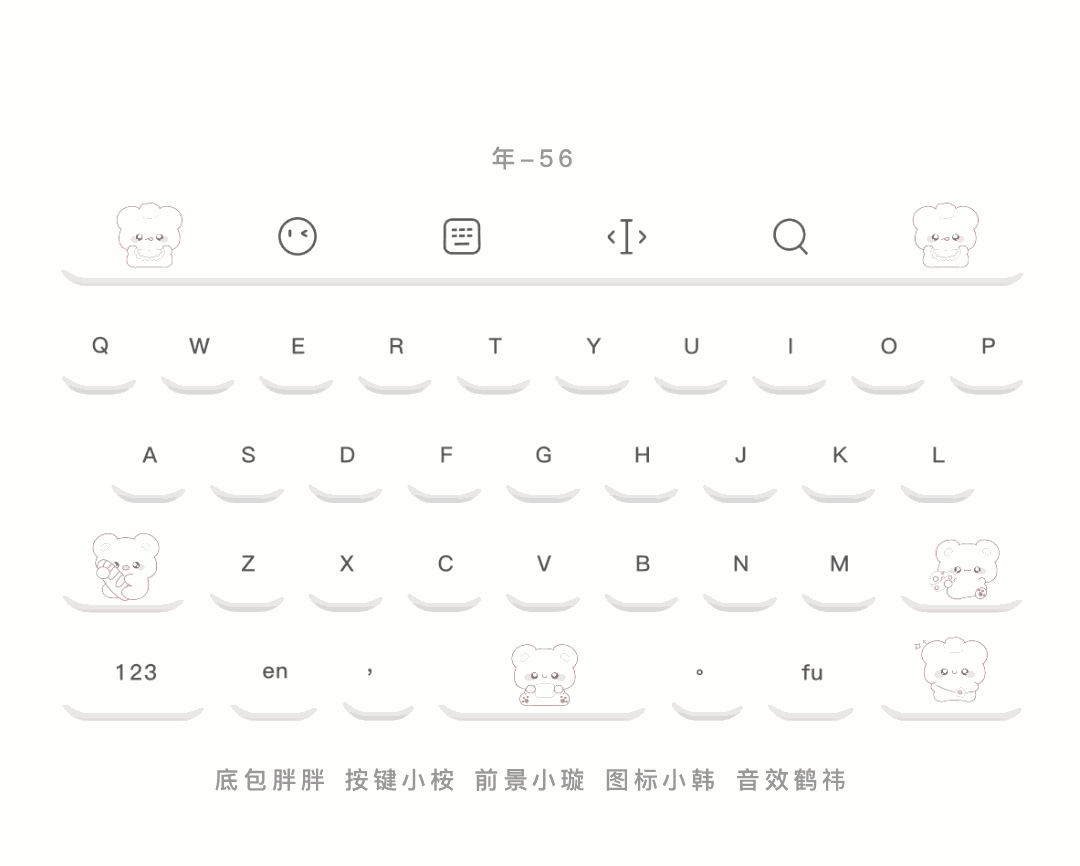 年-56
Q W E R T Y U I O P
A S D F G H J K L
Z X C V B N M
123 en , 。 fu
底包胖胖 按键小桉 前景小璇 图标小韩 音效鹤祎